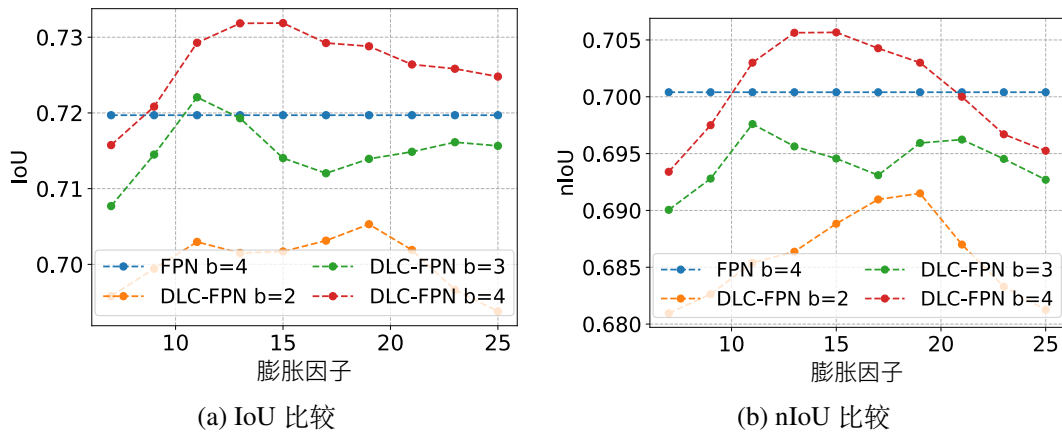 0.73
0.72
0.71
0.70
IoU
FPN b=4
DLC-FPN b=2
DLC-FPN b=3
DLC-FPN b=4
10
15
20
25
膨胀因子
(a) IoU 比较
0.705
0.700
0.695
0.690
0.685
0.680
nIoU
FPN b=4
DLC-FPN b=2
DLC-FPN b=3
DLC-FPN b=4
10
15
20
25
膨胀因子
(b) nIoU 比较